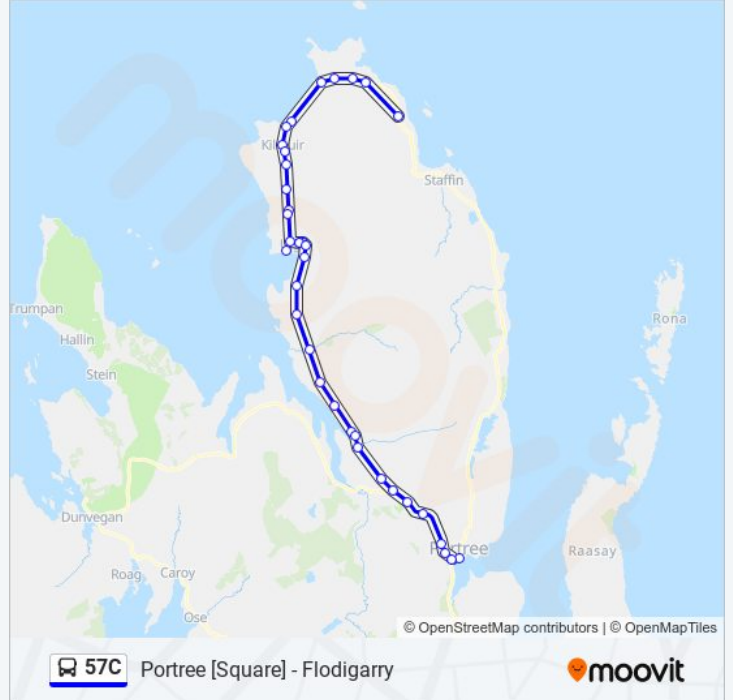 Kilmuir
Staffin
Trumpan
Rona
Hallin
Stein
Dunvegan
Portree
Raasay
Roag
Caroy
Ose
© OpenStreetMap contributors | © OpenMapTiles
57C
Portree [Square] - Flodigarry
moovit
moovit